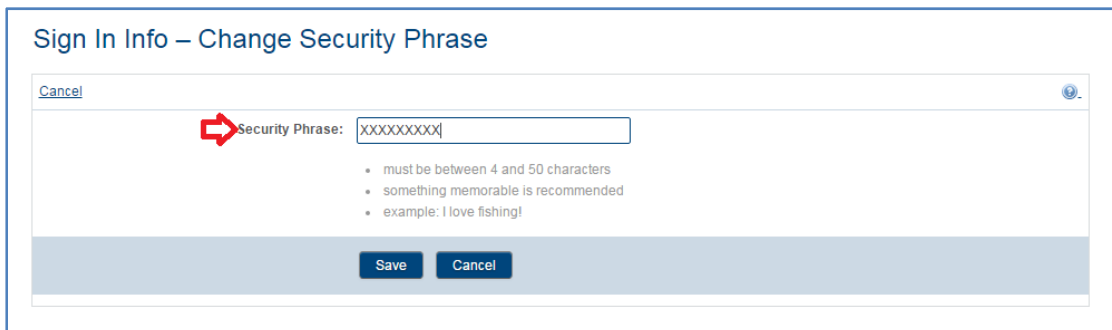 Sign In Info – Change Security Phrase
Cancel
Security Phrase: XXXXXXXXX
must be between 4 and 50 characters
something memorable is recommended
example: I love fishing!
Save Cancel